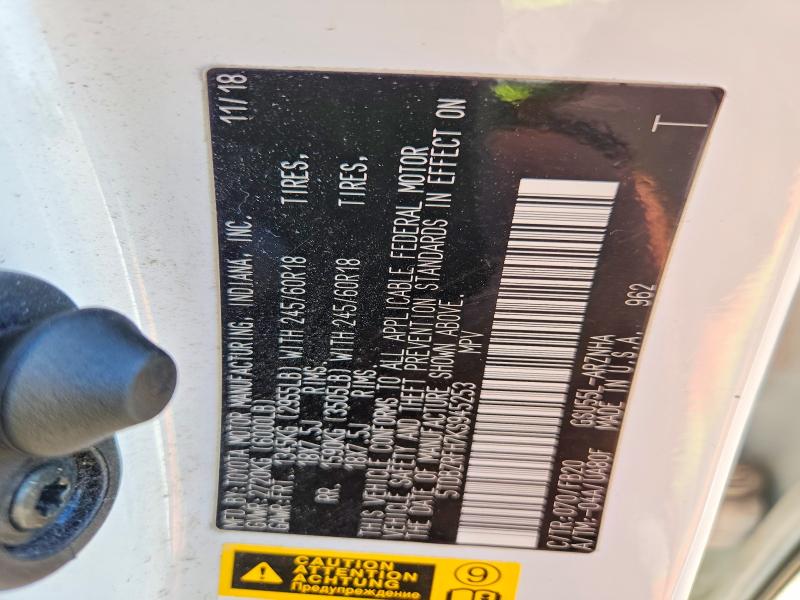 MFD.BY: TOYOTA MOTOR MANUFACTURING, INDIANA, INC. 11/18
GVWR 2720KG (6000LB)
GAWR FRT. 1340KG (2955LB) WITH 245/60R18 TIRES,
18X7.5J RIMS.
RR. 1590KG (3505LB) WITH 245/60R18 TIRES,
18X7.5J RIMS.
THIS VEHICLE CONFORMS TO ALL APPLICABLE FEDERAL MOTOR
VEHICLE SAFETY AND THEFT PREVENTION STANDARDS IN EFFECT ON
THE DATE OF MANUFACTURE SHOWN ABOVE.
MPV
C/TR: 070/FB20 GSU55L-ARZNHA
A/TM: -04A/U880F MADE IN U.S.A. 962
T
CAUTION
ATTENTION
ACHTUNG
Предупреждение
9